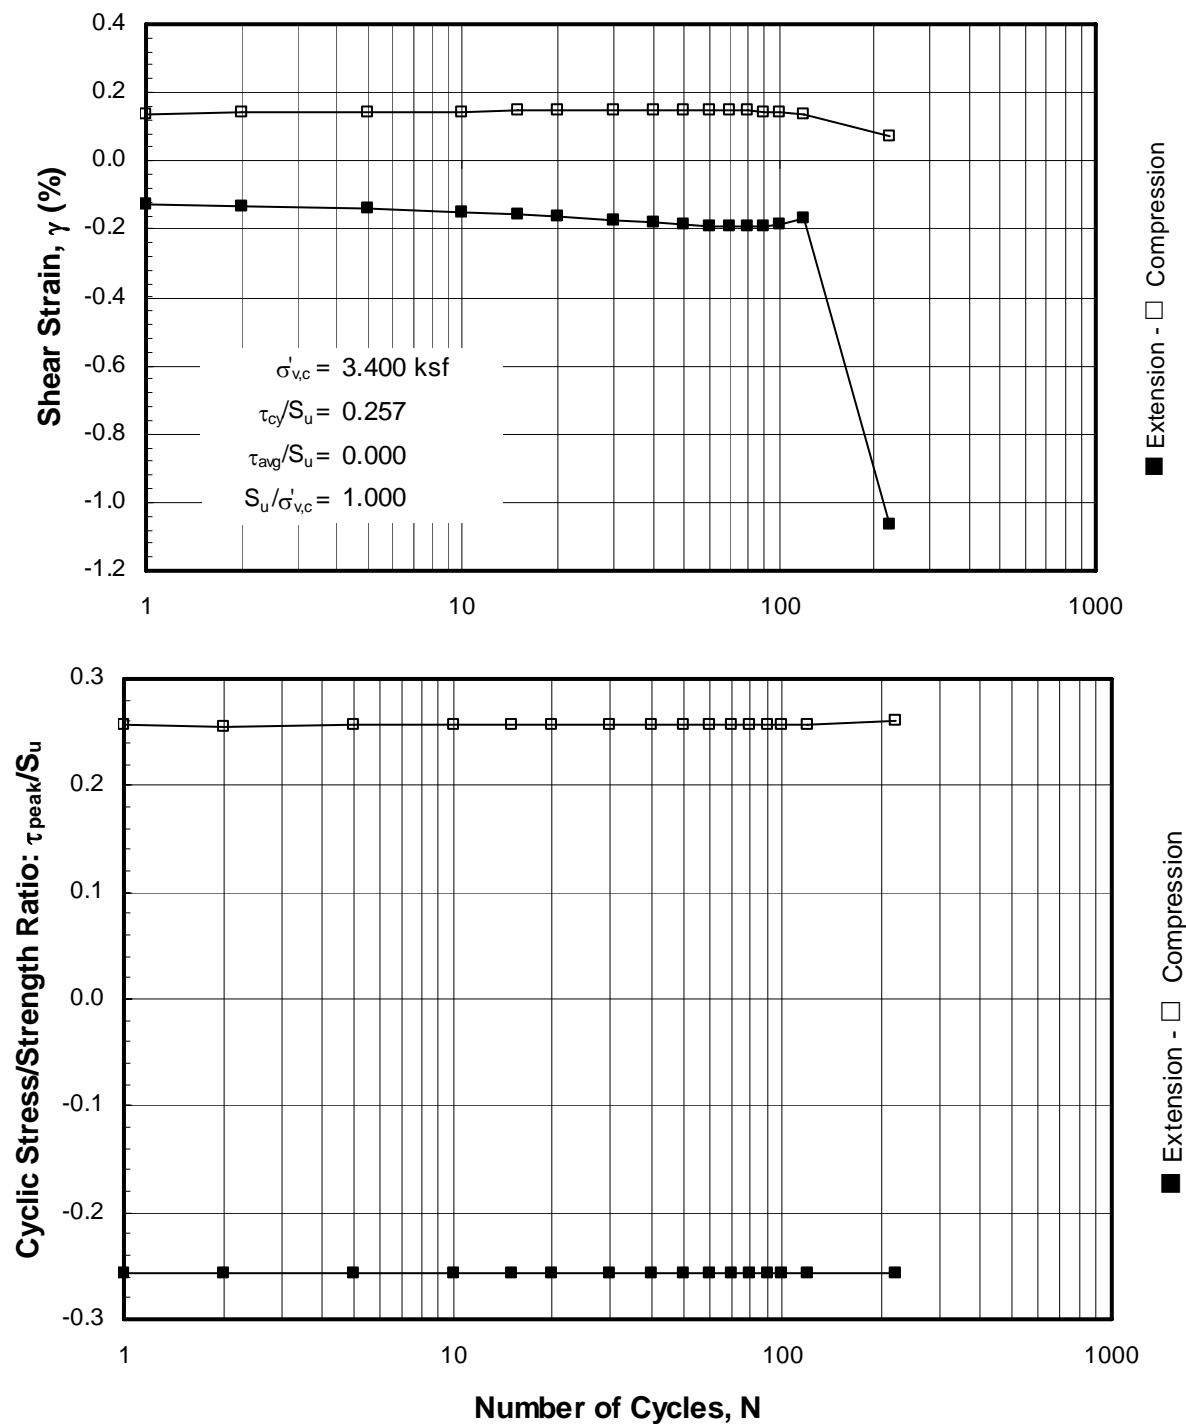 0.4
0.2
0.0
-0.2
-0.4
-0.6
-0.8
-1.0
-1.2
Shear Strain, γ (%)
σ'v,c = 3.400 ksf
τcy/Su = 0.257
τavg/Su = 0.000
Su/σ'v,c = 1.000
1 10 100 1000
■ Extension - □ Compression
0.3
0.2
0.1
0.0
-0.1
-0.2
-0.3
Cyclic Stress/Strength Ratio: τpeak/Su
1 10 100 1000
Number of Cycles, N
■ Extension - □ Compression